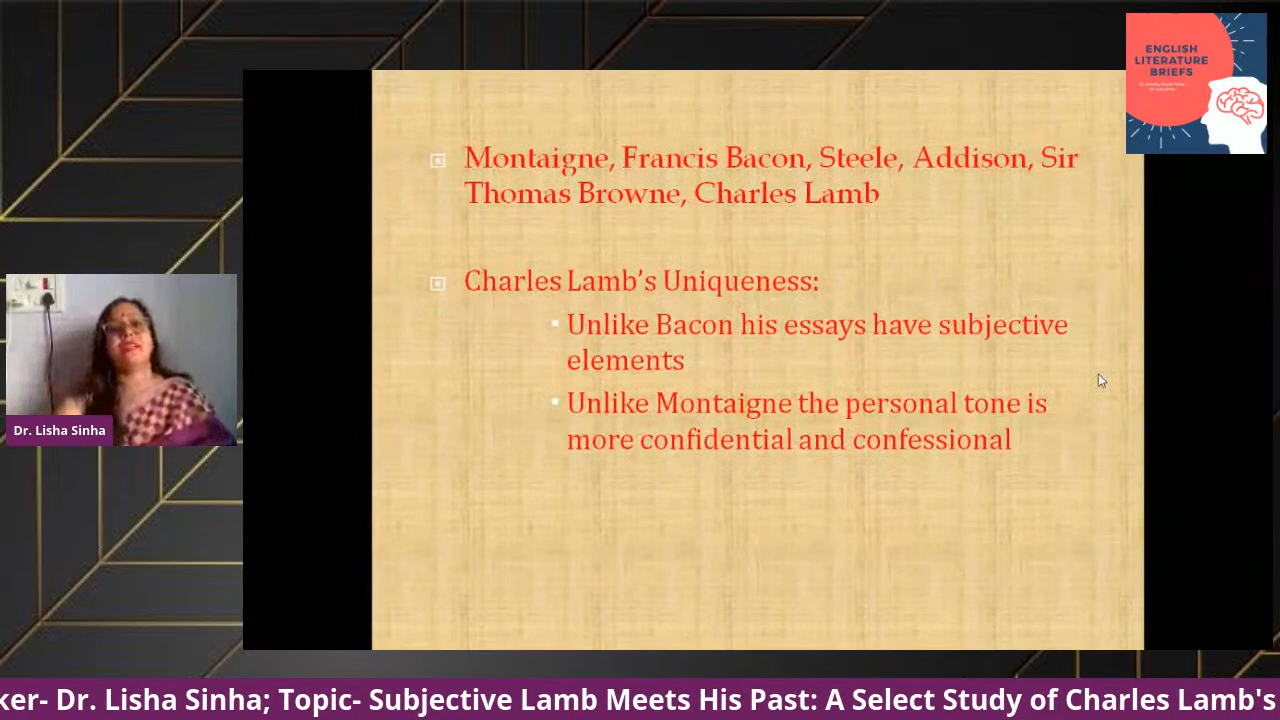 ENGLISH
LITERATURE
BRIEFS
Montaigne, Francis Bacon, Steele, Addison, Sir
Thomas Browne, Charles Lamb
Charles Lamb's Uniqueness:
Unlike Bacon his essays have subjective
elements
Unlike Montaigne the personal tone is
more confidential and confessional
Dr. Lisha Sinha
ker- Dr. Lisha Sinha; Topic- Subjective Lamb Meets His Past: A Select Study of Charles Lamb's